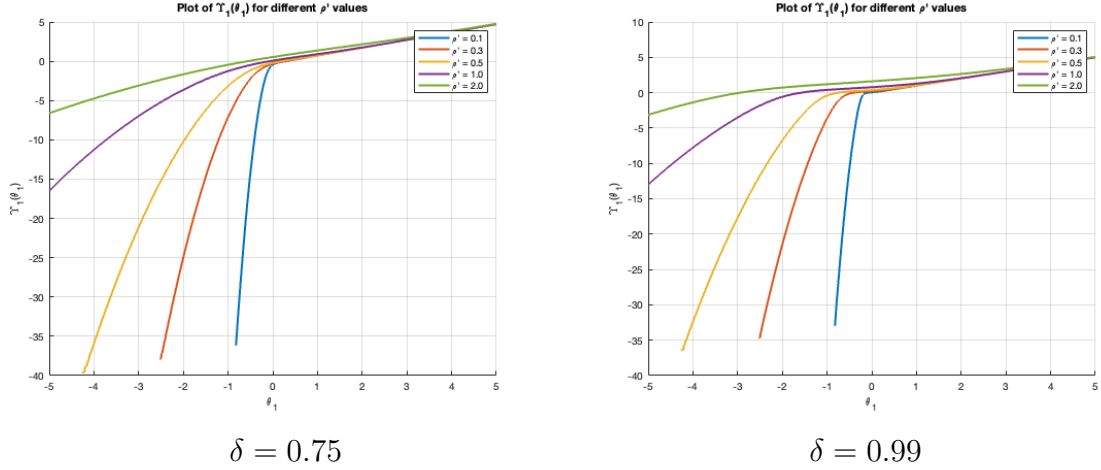 Plot of ϒ₁(θ₁) for different ρ' values
5
0
-5
-10
-15
-20
-25
-30
-35
-40
ϒ₁(θ₁)
-5 -4 -3 -2 -1 0 1 2 3 4 5
θ₁
ρ' = 0.1
ρ' = 0.3
ρ' = 0.5
ρ' = 1.0
ρ' = 2.0
δ = 0.75
Plot of ϒ₁(θ₁) for different ρ' values
10
5
0
-5
-10
-15
-20
-25
-30
-35
-40
ϒ₁(θ₁)
-5 -4 -3 -2 -1 0 1 2 3 4 5
θ₁
ρ' = 0.1
ρ' = 0.3
ρ' = 0.5
ρ' = 1.0
ρ' = 2.0
δ = 0.99